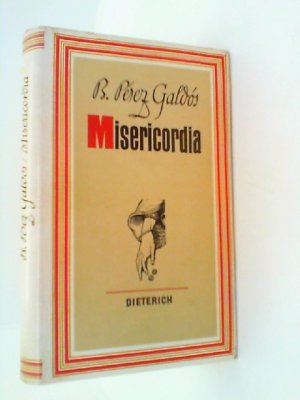 B. Pérez Galdós
Misericordia
DIETERICH
B. Pérez Galdós / Misericordia